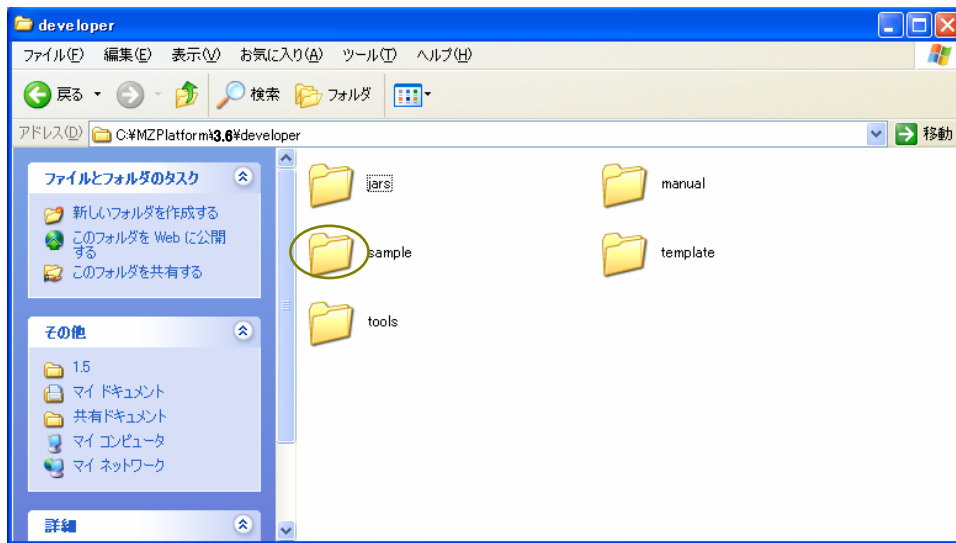 developer
ファイル(F) 編集(E) 表示(V) お気に入り(A) ツール(T) ヘルプ(H)
戻る 検索 フォルダ
アドレス(D) C:¥MZPlatform¥3.6¥developer 移動
ファイルとフォルダのタスク
新しいフォルダを作成する
このフォルダを Web に公開
する
このフォルダを共有する
その他
1.5
マイ ドキュメント
共有ドキュメント
マイ コンピュータ
マイ ネットワーク
詳細
jars
manual
sample
template
tools